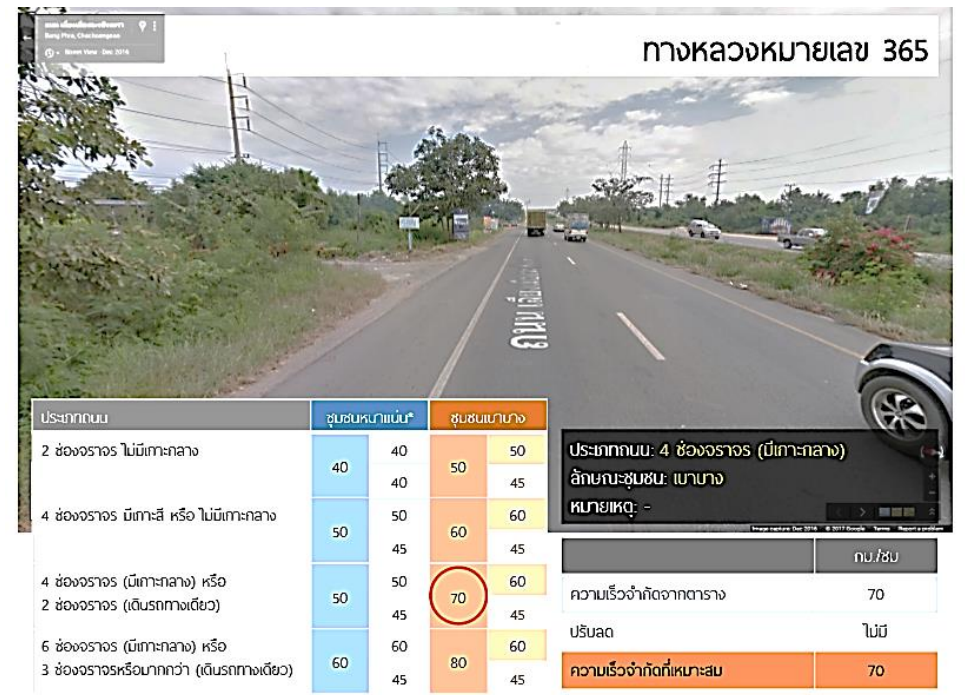 Bang Phra, Chachoengsao
Street View - Dec 2016
ทางหลวงหมายเลข 365
ประเภทถนน ชุมชนหนาแน่น* ชุมชนเบาบาง
2 ช่องจราจร ไม่มีเกาะกลาง 40 40 50 50
40 45
4 ช่องจราจร มีเกาะสี หรือ ไม่มีเกาะกลาง 50 50 60 60
45 45
4 ช่องจราจร (มีเกาะกลาง) หรือ
2 ช่องจราจร (เดินรถทางเดียว) 50 50 70 60
45 45
6 ช่องจราจร (มีเกาะกลาง) หรือ
3 ช่องจราจรหรือมากกว่า (เดินรถทางเดียว) 60 60 80 60
45 45
ประเภทถนน: 4 ช่องจราจร (มีเกาะกลาง)
ลักษณะชุมชน: เบาบาง
หมายเหตุ: -
Image capture: Dec 2016 © 2017 Google Terms Report a problem
กม./ชม
ความเร็วจำกัดจากตาราง 70
ปรับลด ไม่มี
ความเร็วจำกัดที่เหมาะสม 70